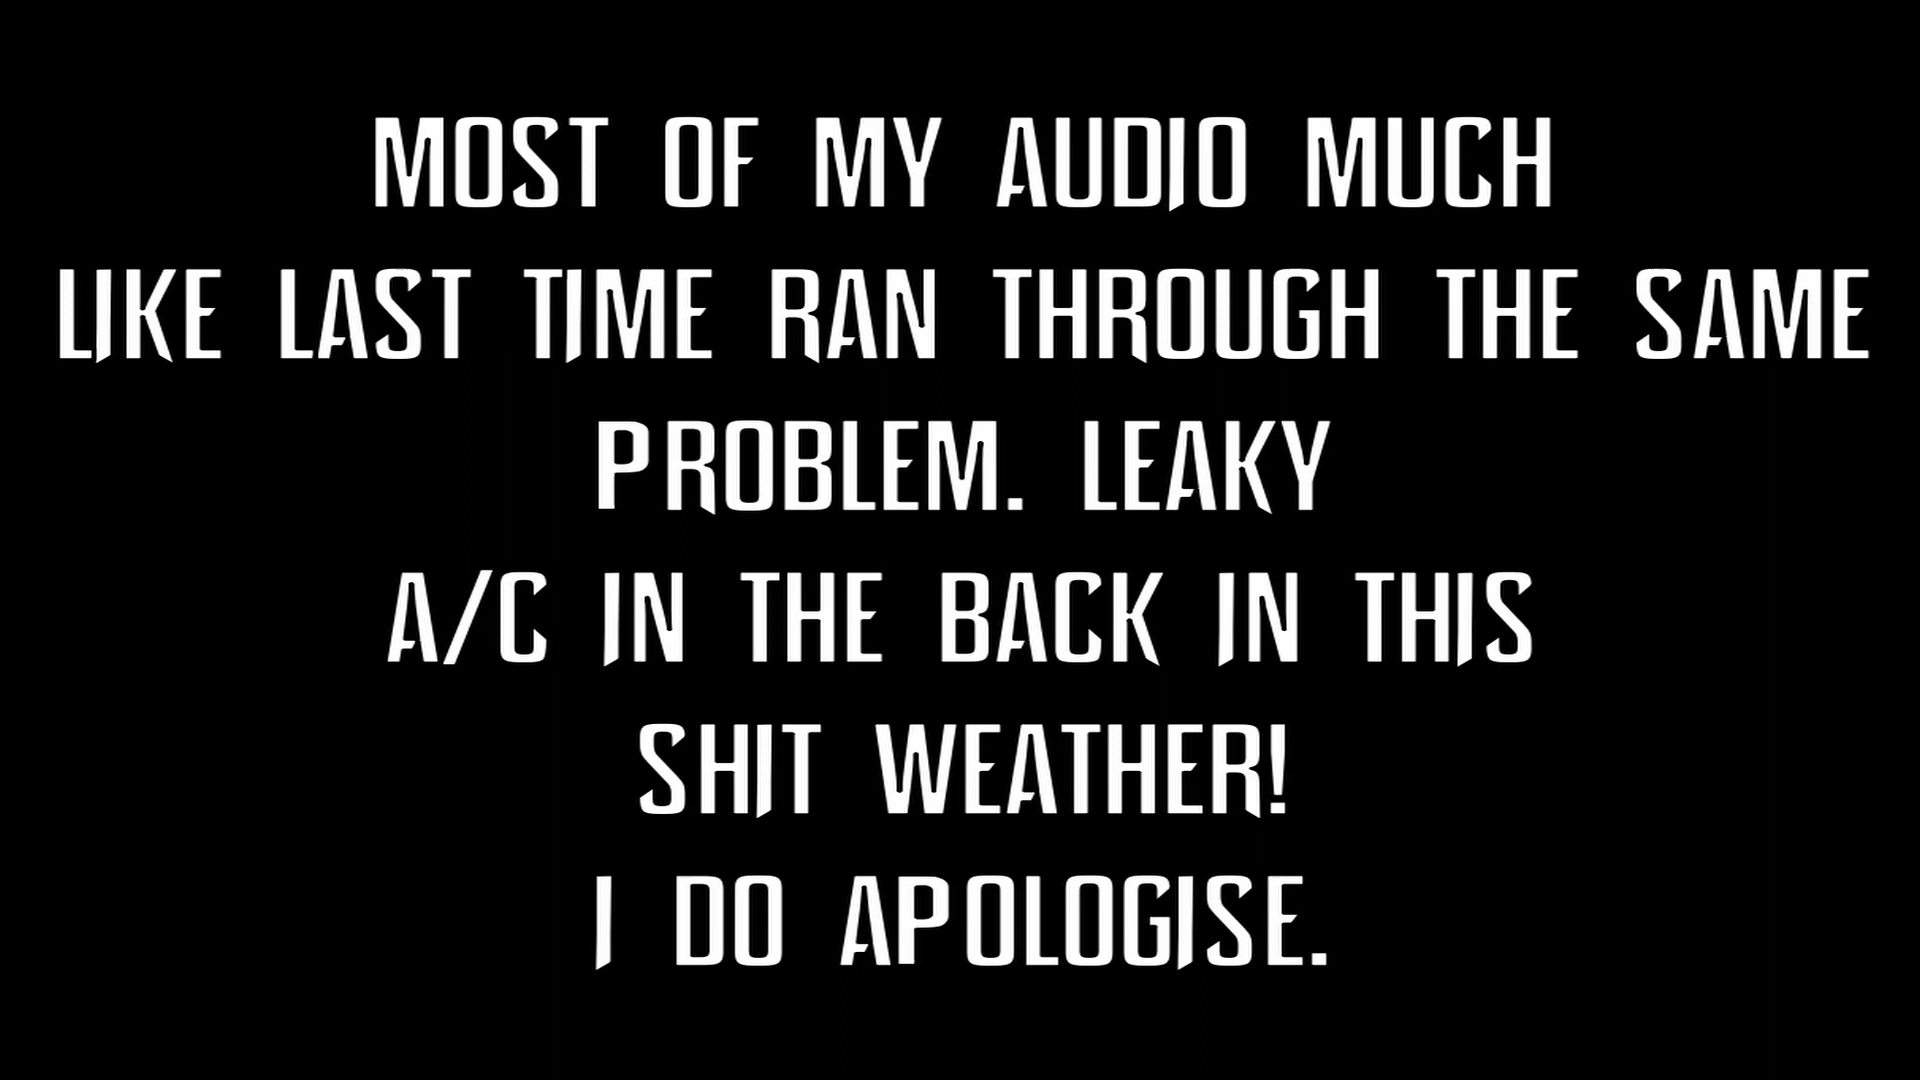 MOST OF MY AUDIO MUCH
LIKE LAST TIME RAN THROUGH THE SAME
PROBLEM. LEAKY
A/C IN THE BACK IN THIS
SHIT WEATHER!
I DO APOLOGISE.